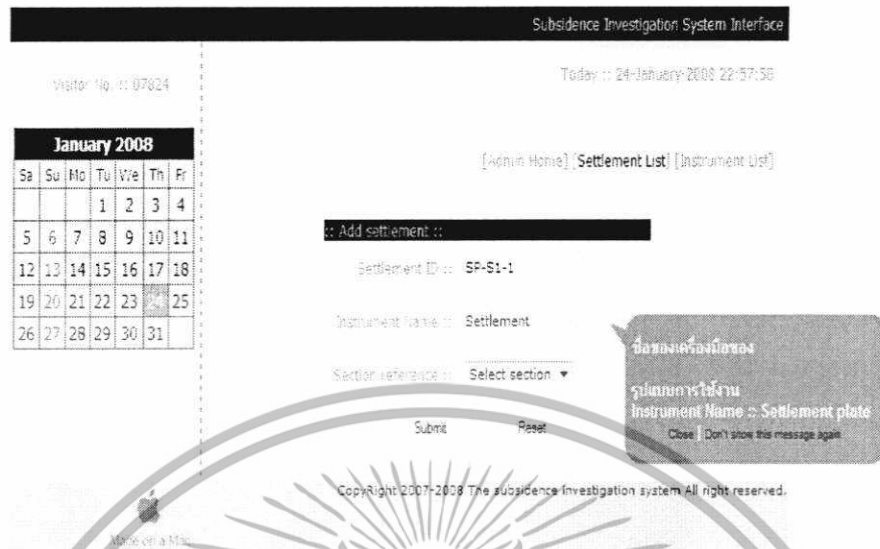 Subsidence Investigation System Interface
Visitor No. :: 07824
Today :: 24-January-2008 22:57:58
January 2008
Sa Su Mo Tu We Th Fr
1 2 3 4
5 6 7 8 9 10 11
12 13 14 15 16 17 18
19 20 21 22 23 24 25
26 27 28 29 30 31
[Admin Home] [Settlement List] [Instrument List]
:: Add settlement ::
Settlement ID :: SP-S1-1
Instrument Name :: Settlement
Section reference :: Select section
Submit Reset
ชื่อของเครื่องมือของ
รูปแบบการใช้งาน
Instrument Name :: Settlement plate
Close | Don't show this message again
CopyRight 2007-2008 The subsidence investigation system All right reserved.
Made on a Mac